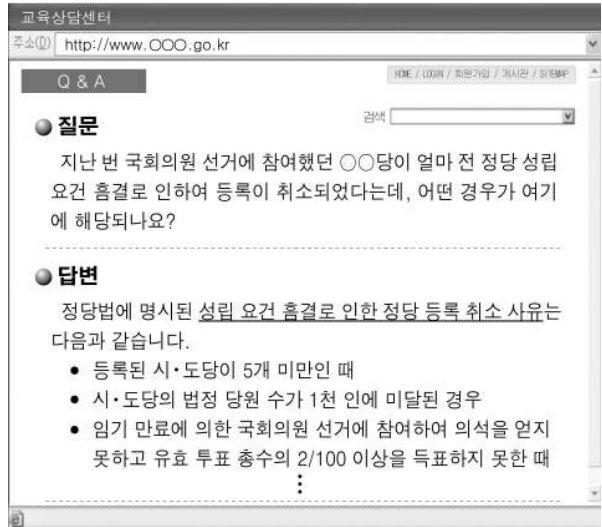 교육상담센터
주소(D) http://www.○○○.go.kr
Q & A
HOME / LOGIN / 회원가입 / 게시판 / SITEMAP
검색
질문
지난 번 국회의원 선거에 참여했던 ○○당이 얼마 전 정당 성립
요건 흠결로 인하여 등록이 취소되었다는데, 어떤 경우가 여기
에 해당되나요?
답변
정당법에 명시된 성립 요건 흠결로 인한 정당 등록 취소 사유는
다음과 같습니다.
• 등록된 시·도당이 5개 미만인 때
• 시·도당의 법정 당원 수가 1천 인에 미달된 경우
• 임기 만료에 의한 국회의원 선거에 참여하여 의석을 얻지
못하고 유효 투표 총수의 2/100 이상을 득표하지 못한 때
⋮